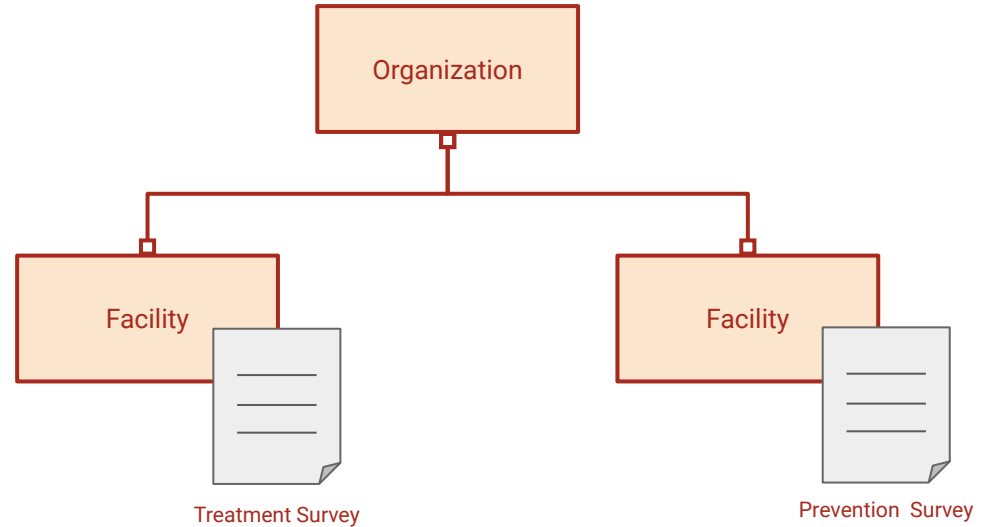 Organization
Facility
Facility
Treatment Survey
Prevention  Survey